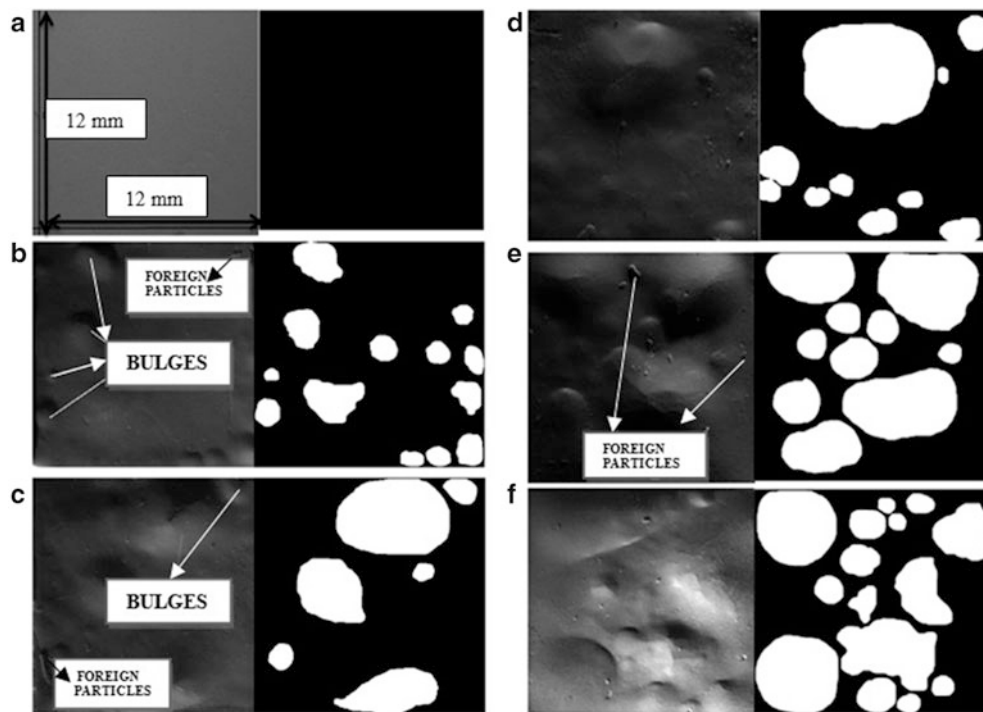 a
12 mm
12 mm
b
FOREIGN
PARTICLES
BULGES
c
BULGES
FOREIGN
PARTICLES
d
e
FOREIGN
PARTICLES
f